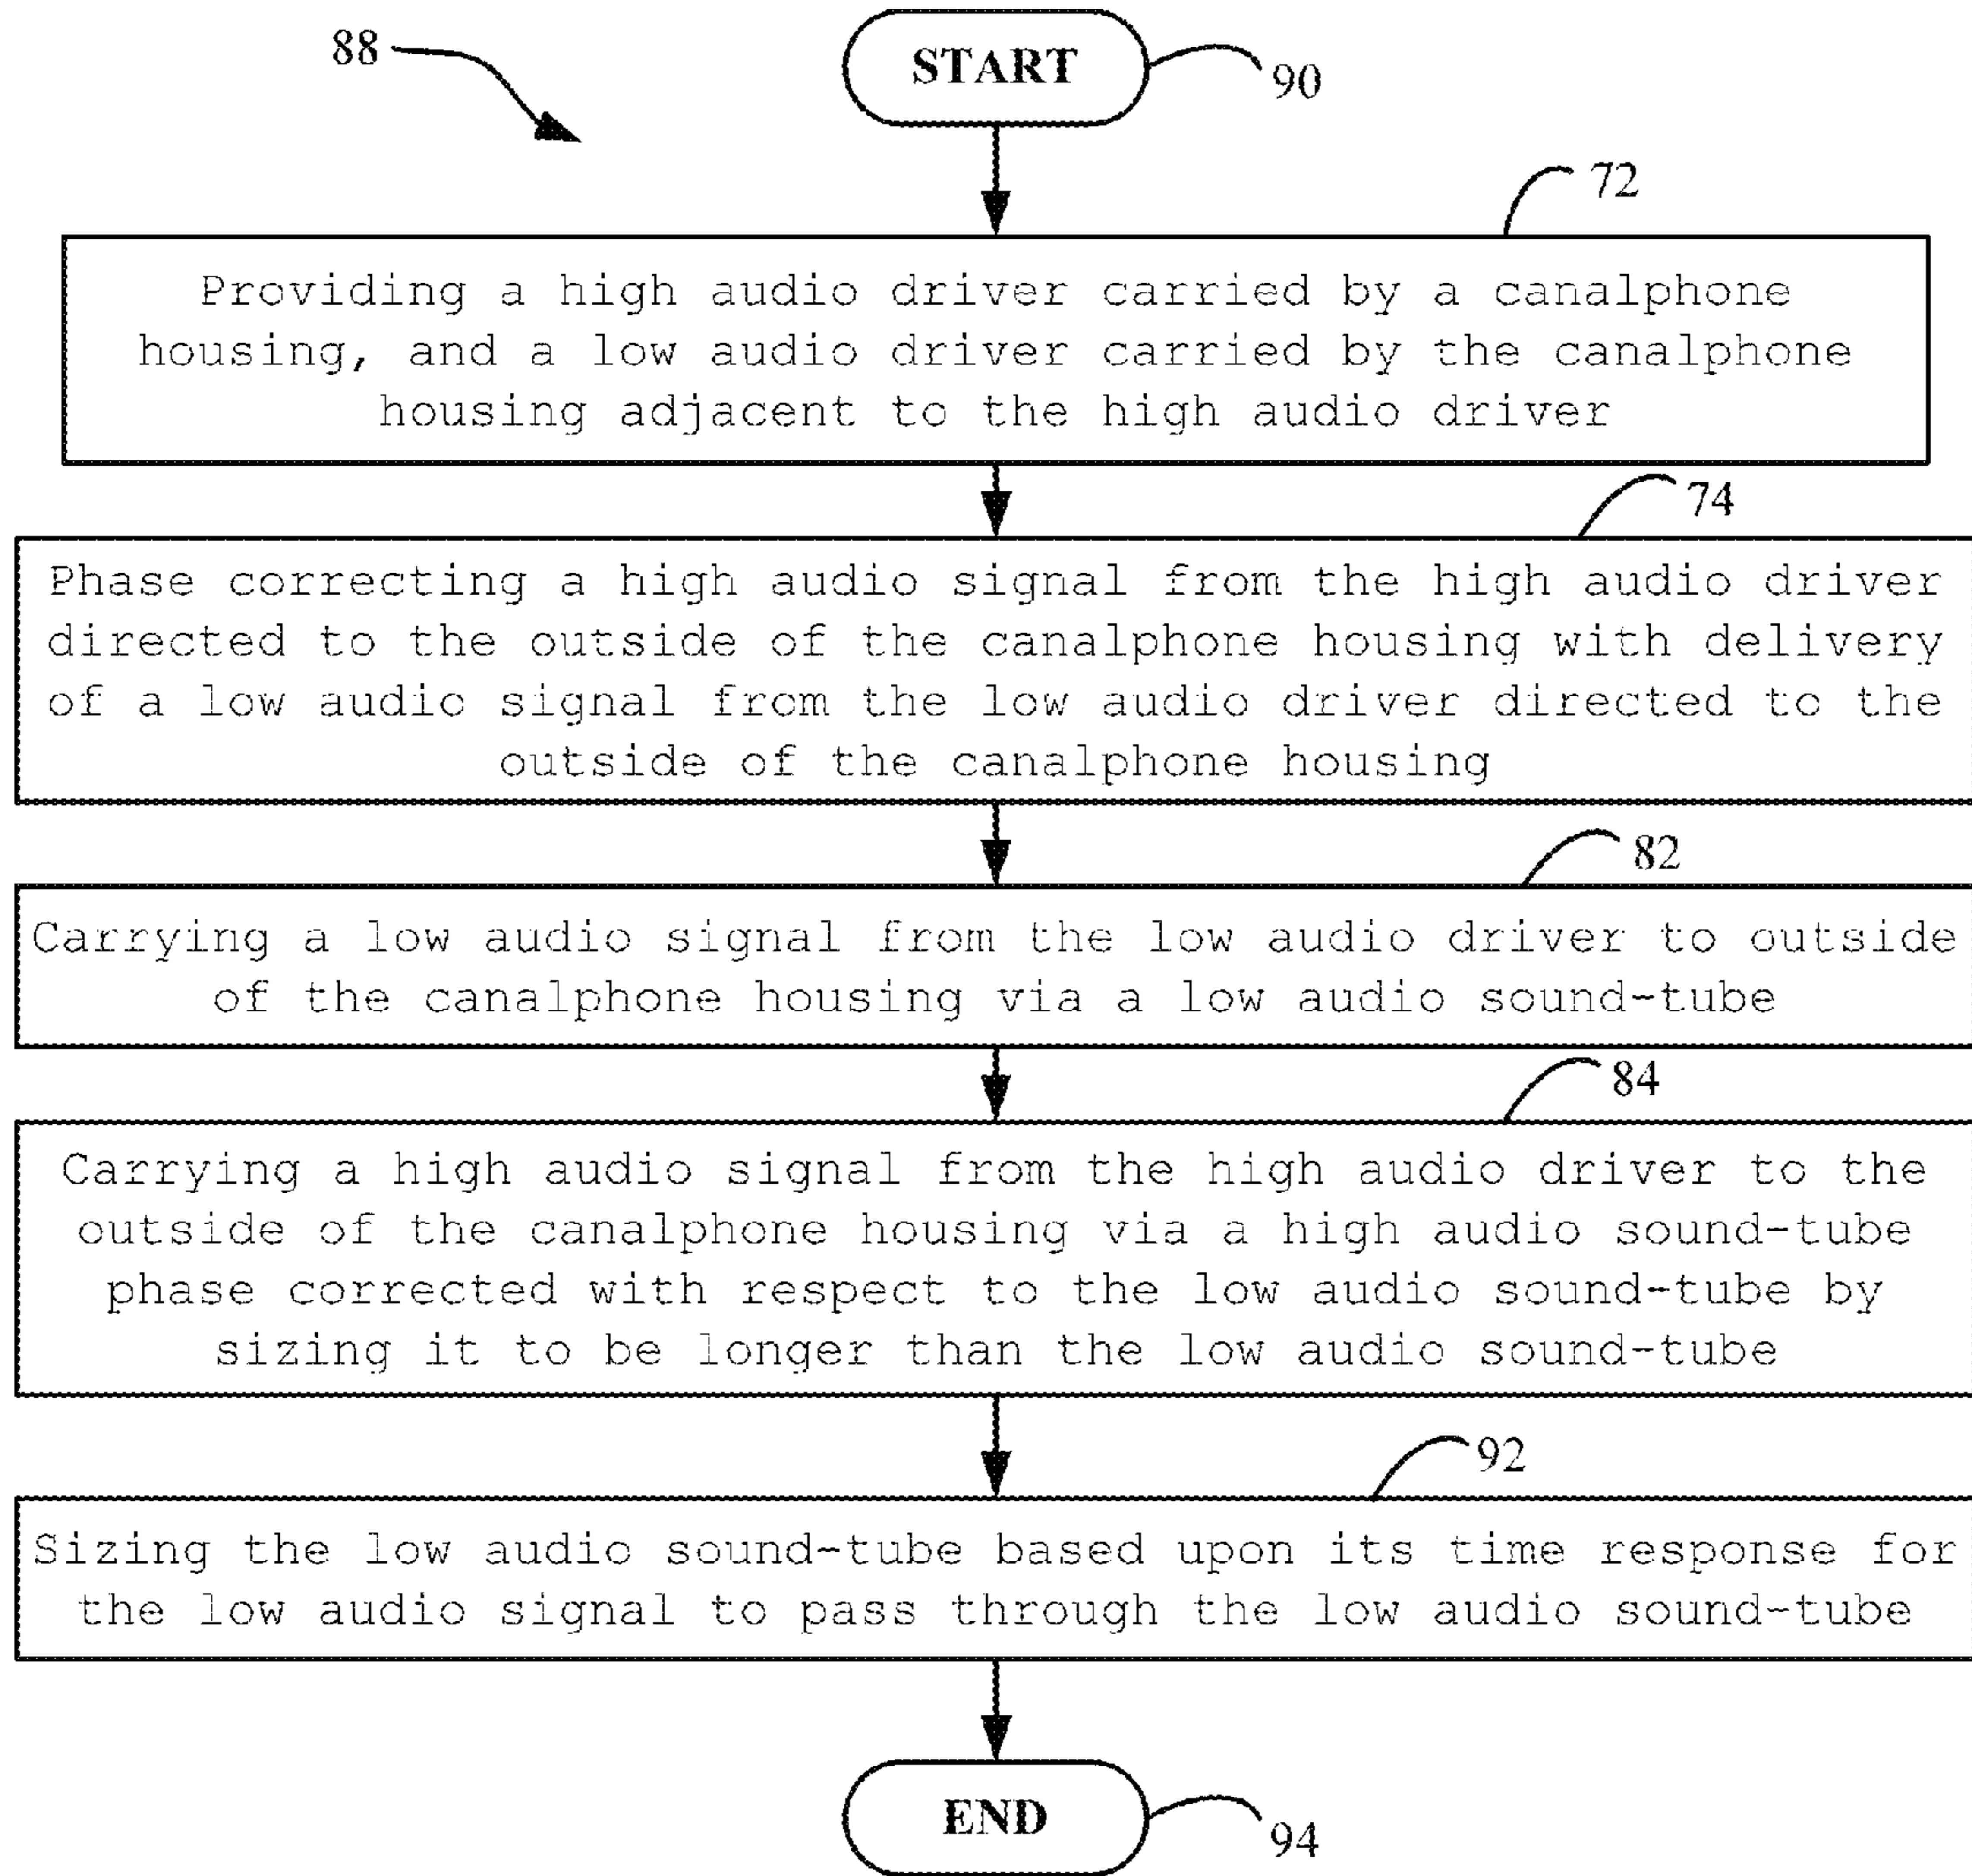 88
START
90
72
Providing a high audio driver carried by a canalphone
housing, and a low audio driver carried by the canalphone
housing adjacent to the high audio driver
74
Phase correcting a high audio signal from the high audio driver
directed to the outside of the canalphone housing with delivery
of a low audio signal from the low audio driver directed to the
outside of the canalphone housing
82
Carrying a low audio signal from the low audio driver to outside
of the canalphone housing via a low audio sound-tube
84
Carrying a high audio signal from the high audio driver to the
outside of the canalphone housing via a high audio sound-tube
phase corrected with respect to the low audio sound-tube by
sizing it to be longer than the low audio sound-tube
92
Sizing the low audio sound-tube based upon its time response for
the low audio signal to pass through the low audio sound-tube
END
94